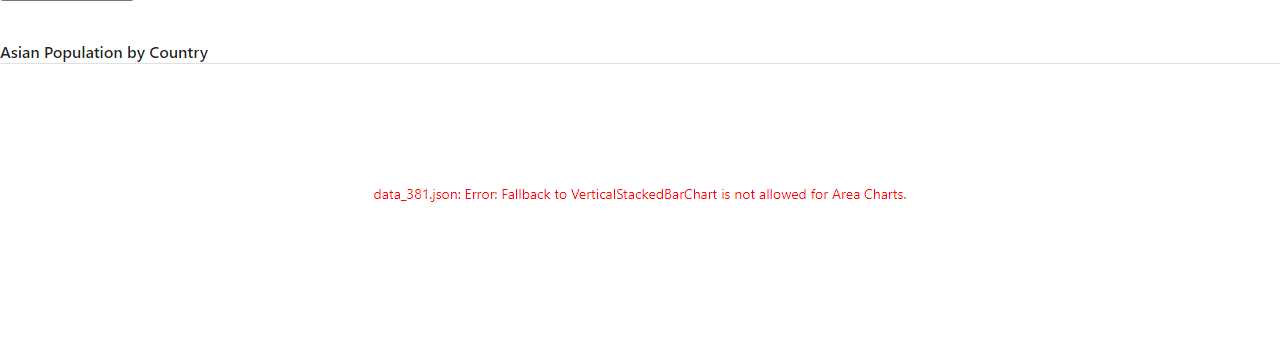 Asian Population by Country
data_381.json: Error: Fallback to VerticalStackedBarChart is not allowed for Area Charts.